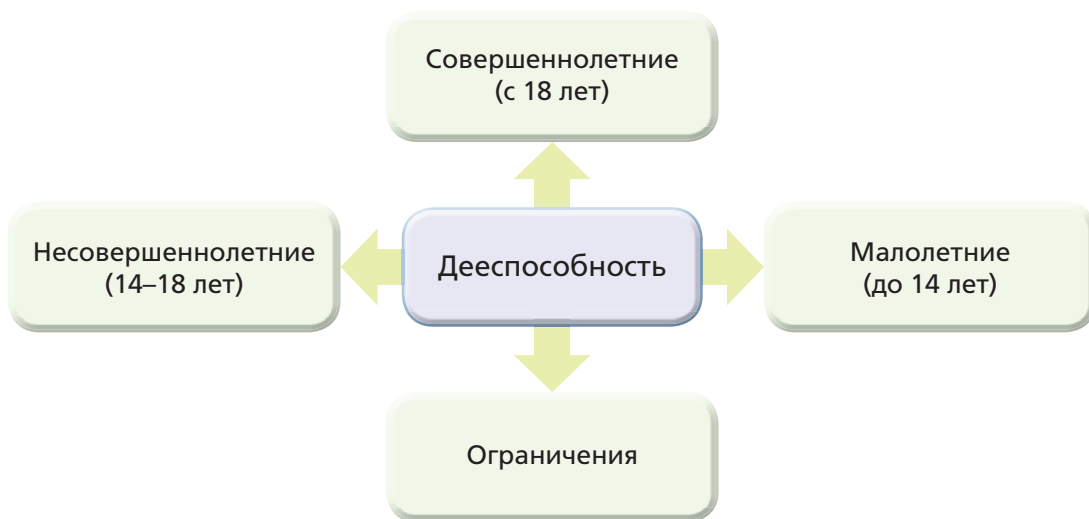 Совершеннолетние
(с 18 лет)
Несовершеннолетние
(14–18 лет)
Дееспособность
Малолетние
(до 14 лет)
Ограничения